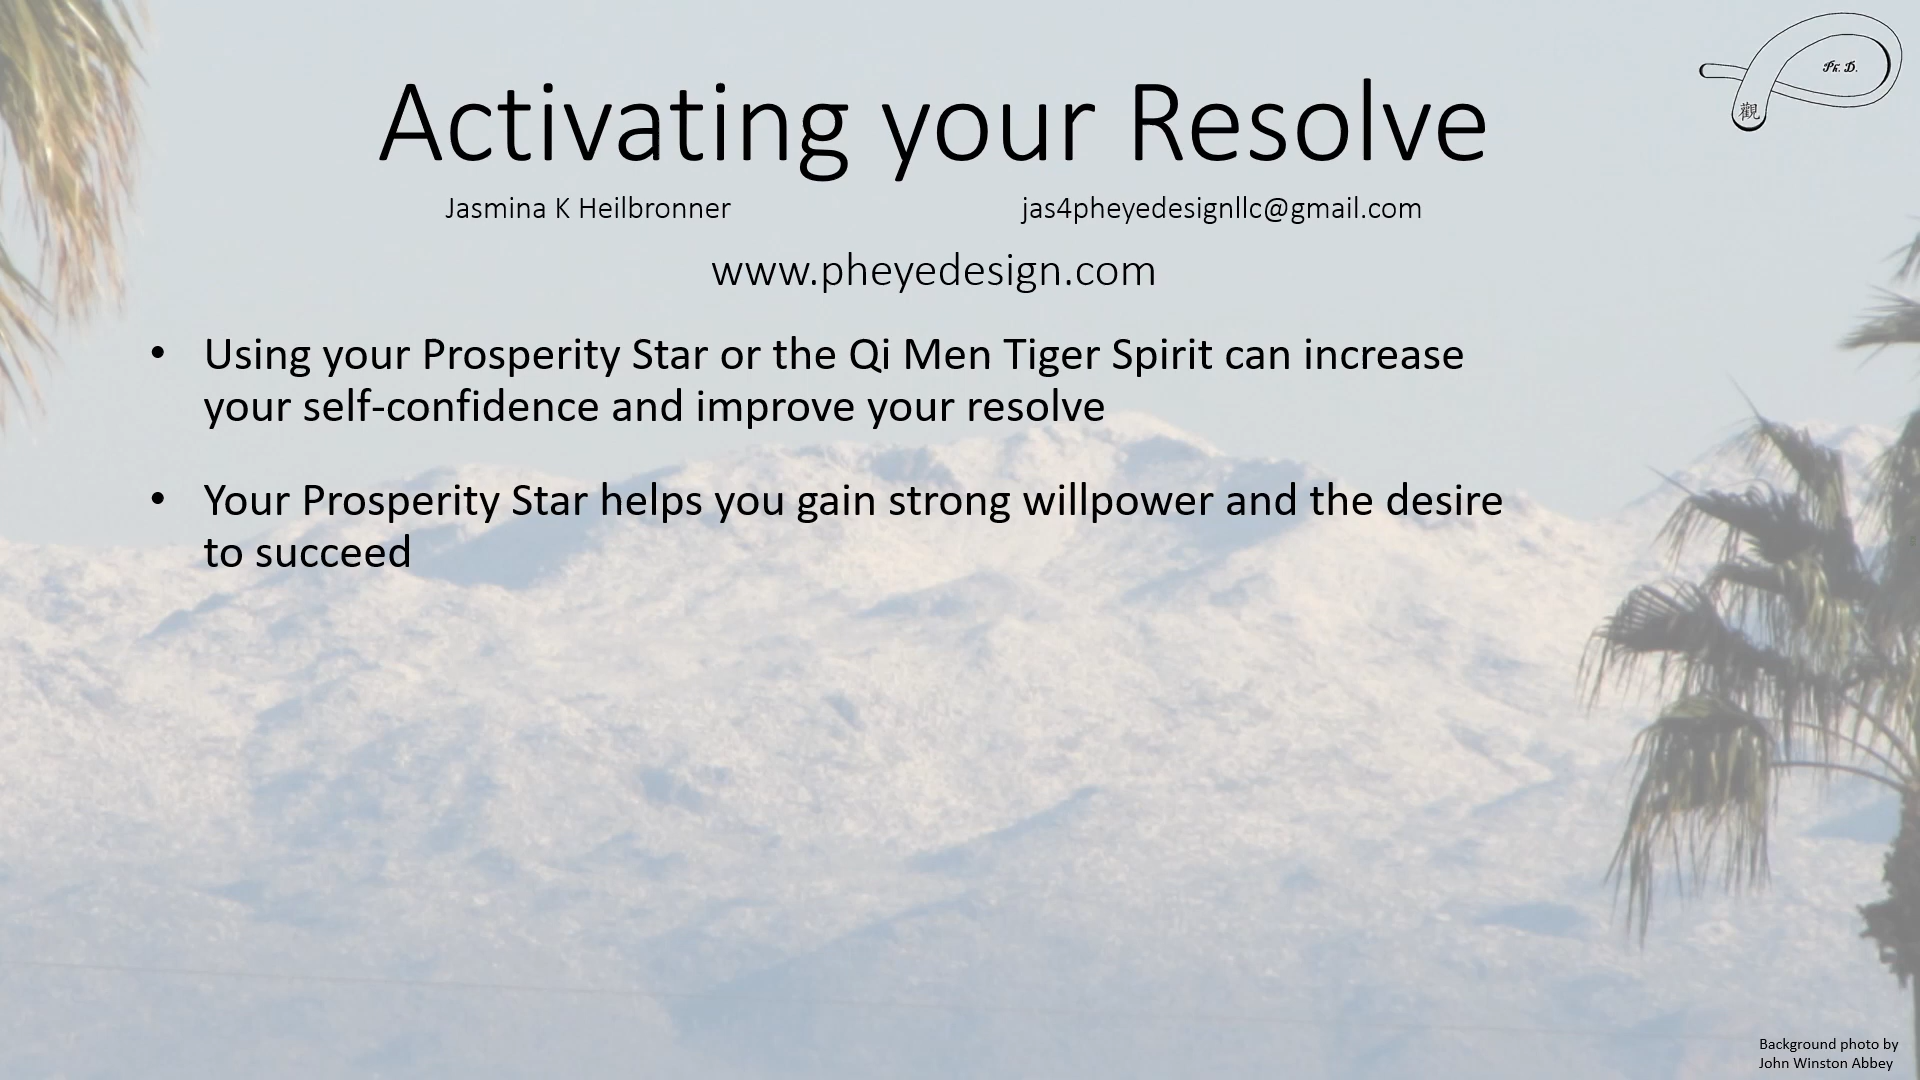 Ph. D.
觀
Activating your Resolve
Jasmina K Heilbronner jas4pheyedesignllc@gmail.com
www.pheyedesign.com
• Using your Prosperity Star or the Qi Men Tiger Spirit can increase
your self-confidence and improve your resolve
• Your Prosperity Star helps you gain strong willpower and the desire
to succeed
Background photo by
John Winston Abbey